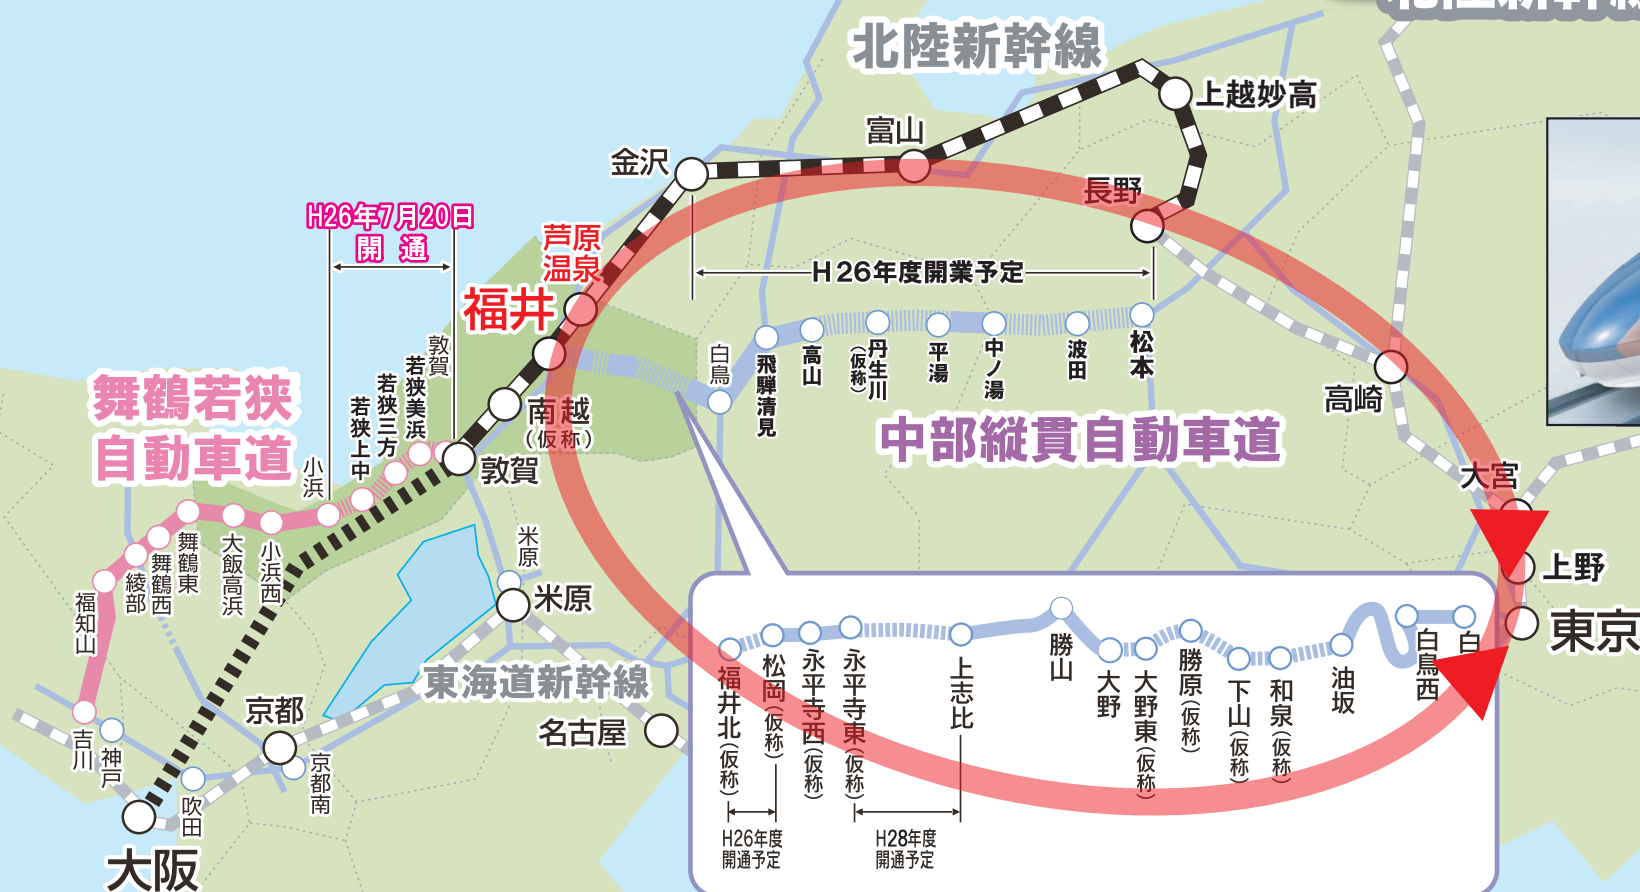 北陸新幹線
上越妙高
富山
金沢
長野
H26年7月20日
開 通
芦原
温泉
福井
H26年度開業予定
敦賀
若狭美浜
若狭三方
若狭上中
小浜
舞鶴若狭
自動車道
南越
(仮称)
敦賀
白鳥
飛騨清見
高山
丹生川
(仮称)
平湯
中ノ湯
波田
松本
中部縦貫自動車道
高崎
大宮
上野
東京
舞鶴東
舞鶴西
綾部
福知山
大飯高浜
小浜西
米原
米原
東海道新幹線
名古屋
京都
京都南
吉川
神戸
吹田
大阪
福井北(仮称)
松岡(仮称)
永平寺西(仮称)
永平寺東(仮称)
上志比
勝山
大野
大野東(仮称)
勝原(仮称)
下山(仮称)
和泉(仮称)
油坂
白鳥西
白
H26年度
開通予定
H28年度
開通予定